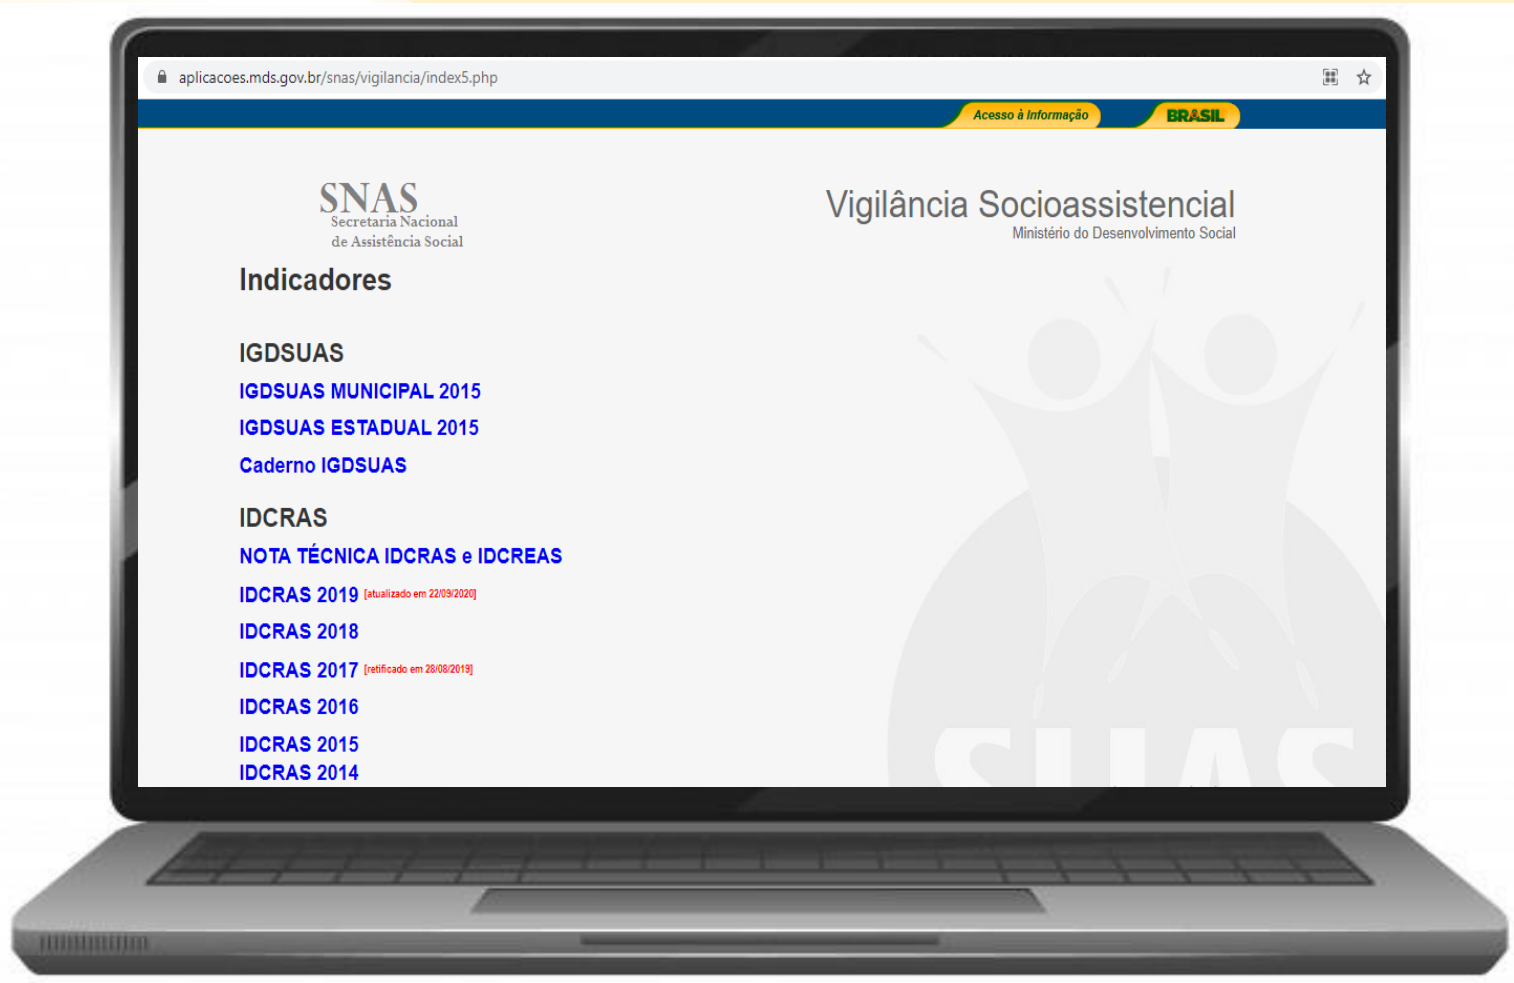 aplicacoes.mds.gov.br/snas/vigilancia/index5.php
Acesso à Informação
BRASIL
SNAS
Secretaria Nacional
de Assistência Social
Vigilância Socioassistencial
Ministério do Desenvolvimento Social
Indicadores
IGDSUAS
IGDSUAS MUNICIPAL 2015
IGDSUAS ESTADUAL 2015
Caderno IGDSUAS
IDCRAS
NOTA TÉCNICA IDCRAS e IDCREAS
IDCRAS 2019 [atualizado em 22/09/2020]
IDCRAS 2018
IDCRAS 2017 [retificado em 28/08/2019]
IDCRAS 2016
IDCRAS 2015
IDCRAS 2014
SUAS